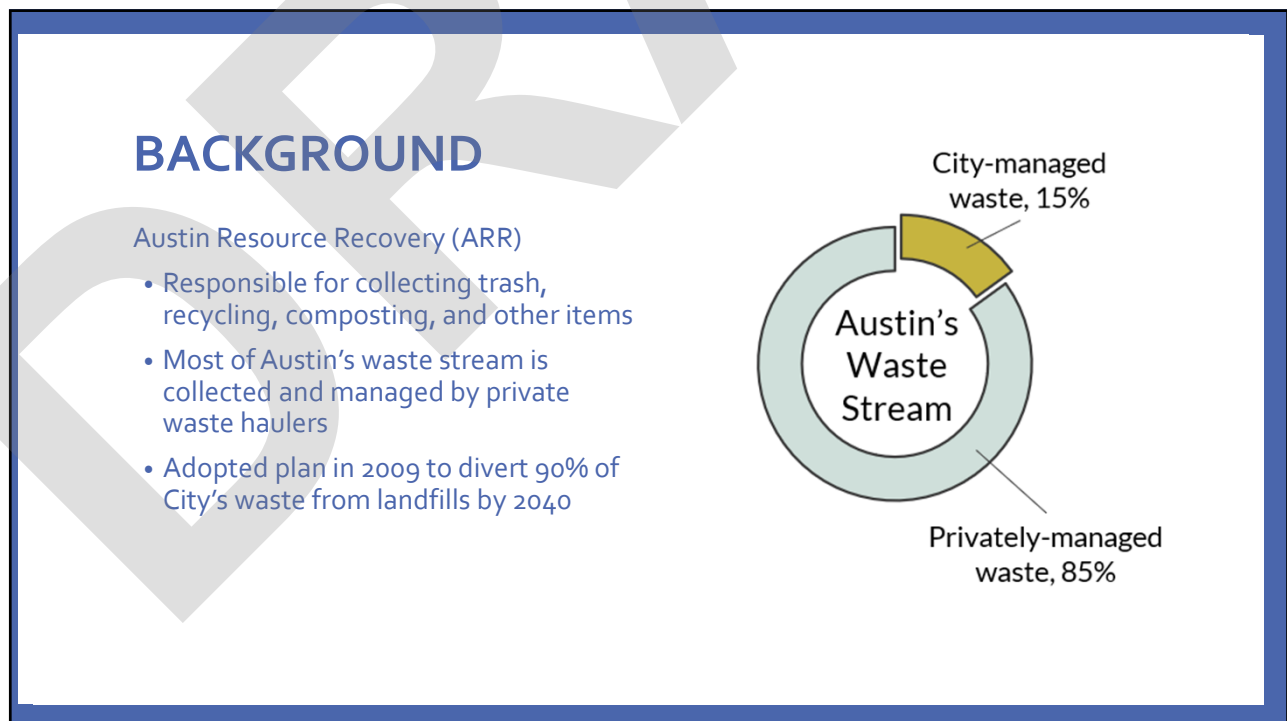 BACKGROUND
Austin Resource Recovery (ARR)
• Responsible for collecting trash,
recycling, composting, and other items
• Most of Austin’s waste stream is
collected and managed by private
waste haulers
• Adopted plan in 2009 to divert 90% of
City’s waste from landfills by 2040
City-managed
waste, 15%
Austin’s
Waste
Stream
Privately-managed
waste, 85%